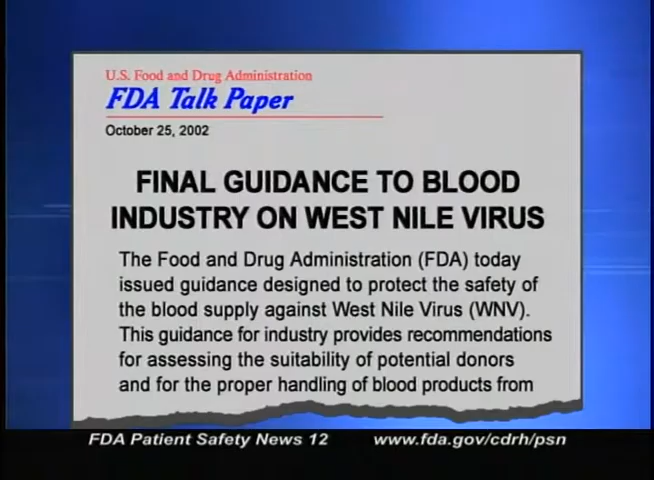 U.S. Food and Drug Administration
FDA Talk Paper
October 25, 2002
FINAL GUIDANCE TO BLOOD
INDUSTRY ON WEST NILE VIRUS
The Food and Drug Administration (FDA) today
issued guidance designed to protect the safety of
the blood supply against West Nile Virus (WNV).
This guidance for industry provides recommendations
for assessing the suitability of potential donors
and for the proper handling of blood products from
FDA Patient Safety News 12 www.fda.gov/cdrh/psn